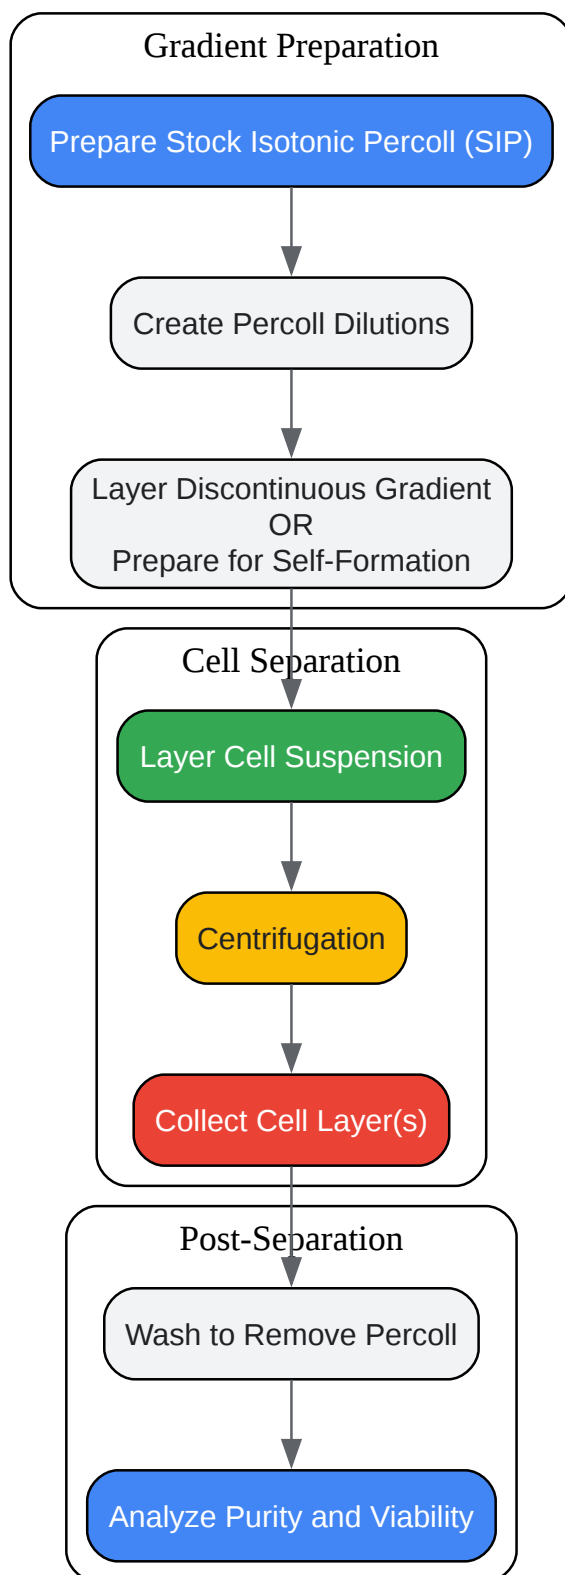 Gradient Preparation
Prepare Stock Isotonic Percoll (SIP)
Create Percoll Dilutions
Layer Discontinuous Gradient
OR
Prepare for Self-Formation
Cell Separation
Layer Cell Suspension
Centrifugation
Collect Cell Layer(s)
Post-Separation
Wash to Remove Percoll
Analyze Purity and Viability